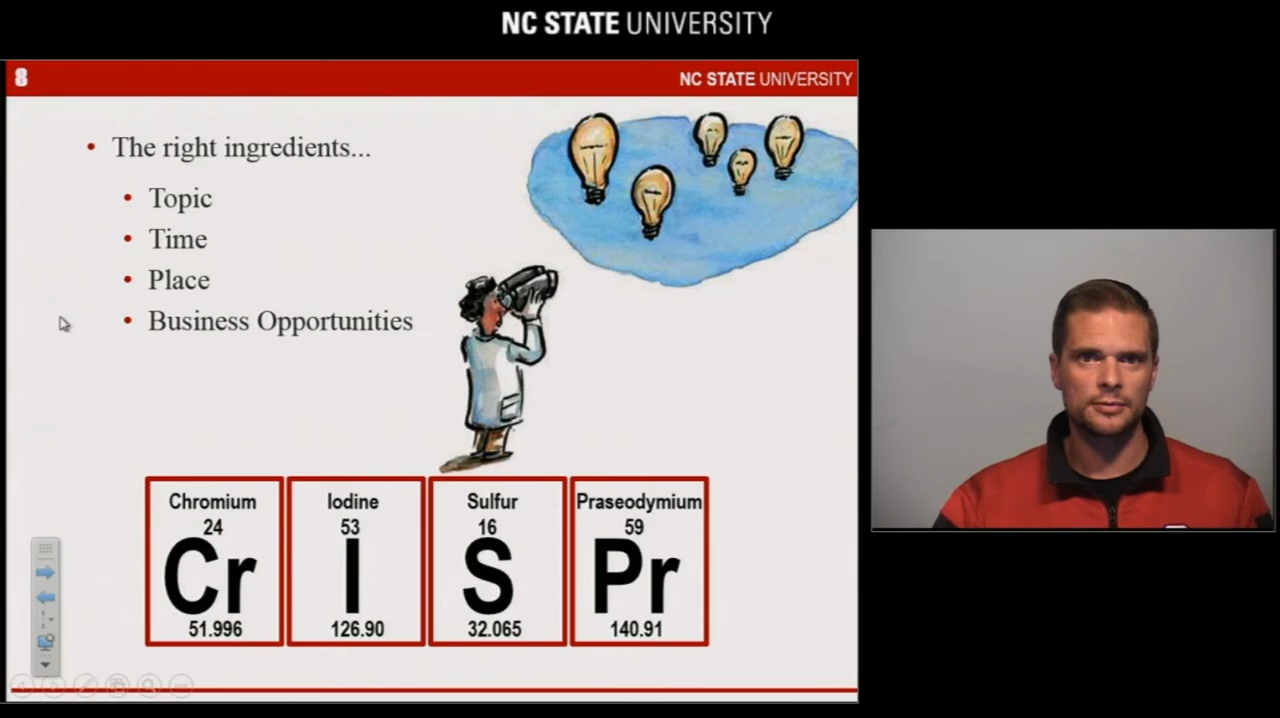 NC STATE UNIVERSITY
8
NC STATE UNIVERSITY
• The right ingredients...
• Topic
• Time
• Place
• Business Opportunities
Chromium
24
Cr
51.996
Iodine
53
I
126.90
Sulfur
16
S
32.065
Praseodymium
59
Pr
140.91